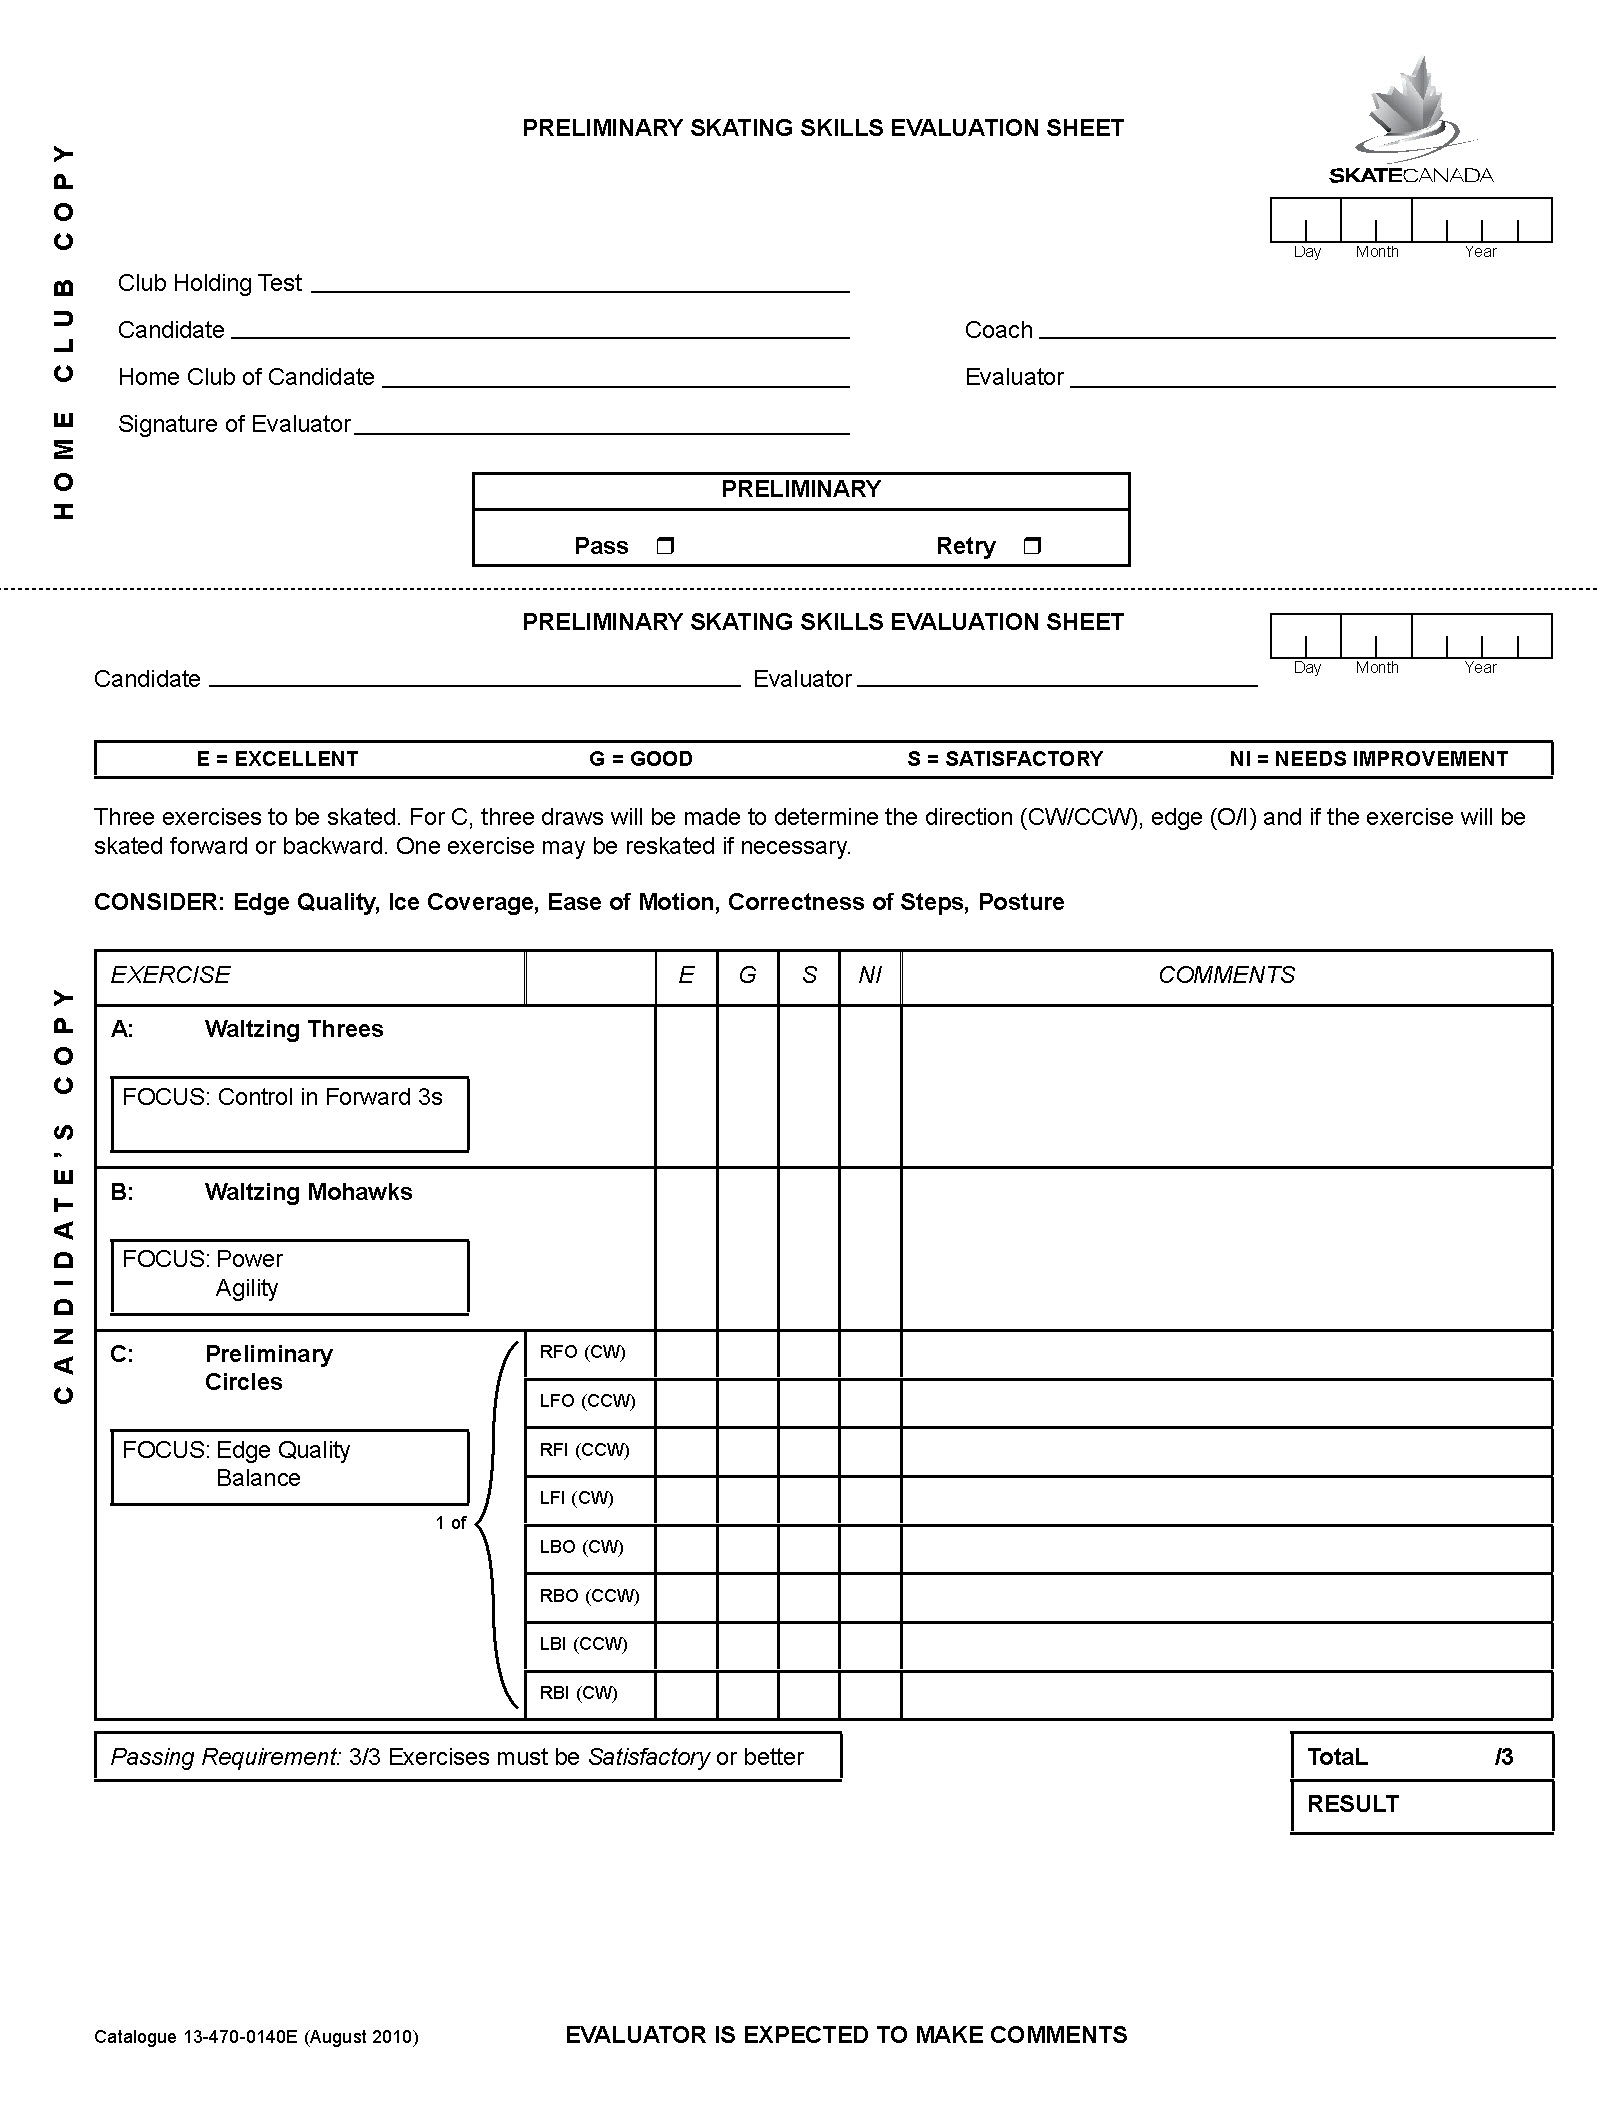 PRELIMINARY SKATING SKILLS EVALUATION SHEET
SKATECANADA
Day Month Year
HOME CLUB COPY
Club Holding Test
Candidate Coach
Home Club of Candidate Evaluator
Signature of Evaluator
PRELIMINARY
Pass Retry
PRELIMINARY SKATING SKILLS EVALUATION SHEET
Day Month Year
Candidate Evaluator
E = EXCELLENT G = GOOD S = SATISFACTORY NI = NEEDS IMPROVEMENT
Three exercises to be skated. For C, three draws will be made to determine the direction (CW/CCW), edge (O/I) and if the exercise will be
skated forward or backward. One exercise may be reskated if necessary.
CONSIDER: Edge Quality, Ice Coverage, Ease of Motion, Correctness of Steps, Posture
CANDIDATE'S COPY
EXERCISE E G S NI COMMENTS
A: Waltzing Threes
FOCUS: Control in Forward 3s
B: Waltzing Mohawks
FOCUS: Power
Agility
C: Preliminary
Circles
FOCUS: Edge Quality
Balance
1 of
RFO (CW)
LFO (CCW)
RFI (CCW)
LFI (CW)
LBO (CW)
RBO (CCW)
LBI (CCW)
RBI (CW)
Passing Requirement: 3/3 Exercises must be Satisfactory or better
TotaL /3
RESULT
Catalogue 13-470-0140E (August 2010) EVALUATOR IS EXPECTED TO MAKE COMMENTS